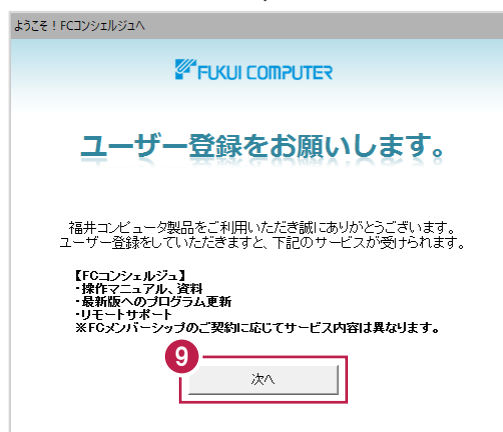 ようこそ！FCコンシェルジュへ
FUKUI COMPUTER
ユーザー登録をお願いします。
福井コンピュータ製品をご利用いただき誠にありがとうございます。
ユーザー登録をしていただきますと、下記のサービスが受けられます。
【FCコンシェルジュ】
・操作マニュアル、資料
・最新版へのプログラム更新
・リモートサポート
※FCメンバーシップのご契約に応じてサービス内容は異なります。
9
次へ